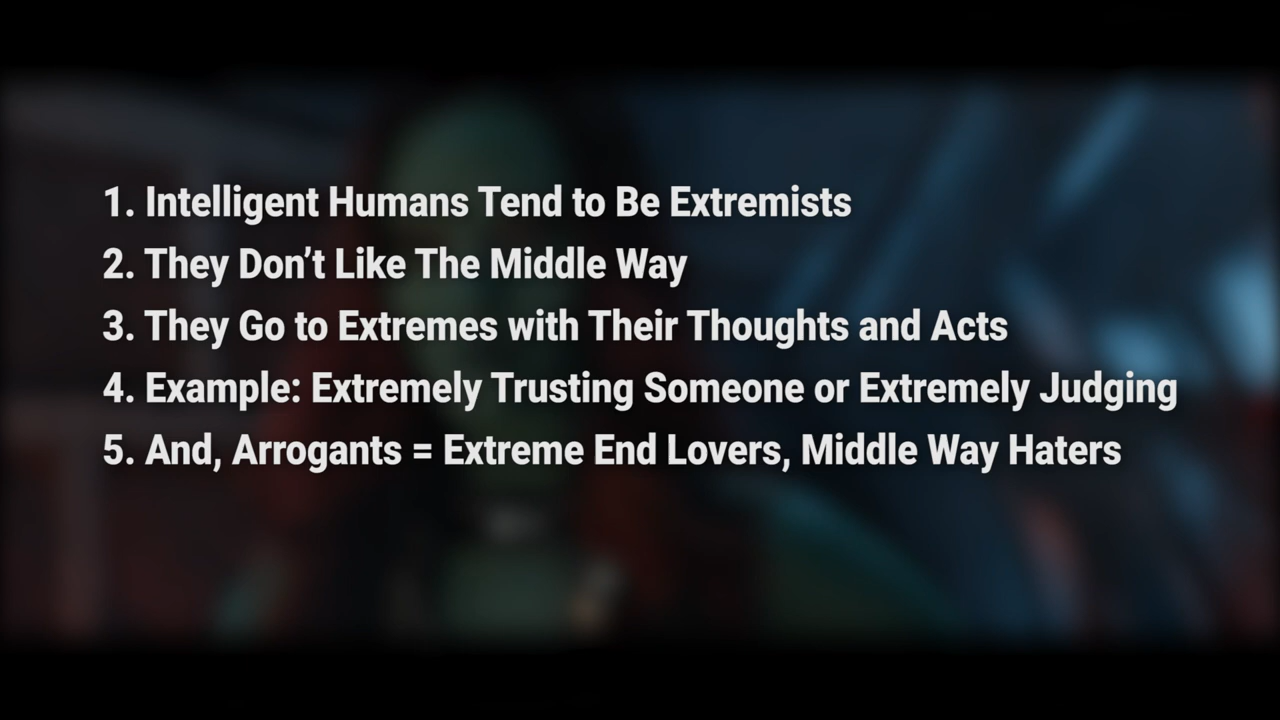 1. Intelligent Humans Tend to Be Extremists
2. They Don’t Like The Middle Way
3. They Go to Extremes with Their Thoughts and Acts
4. Example: Extremely Trusting Someone or Extremely Judging
5. And, Arrogants = Extreme End Lovers, Middle Way Haters